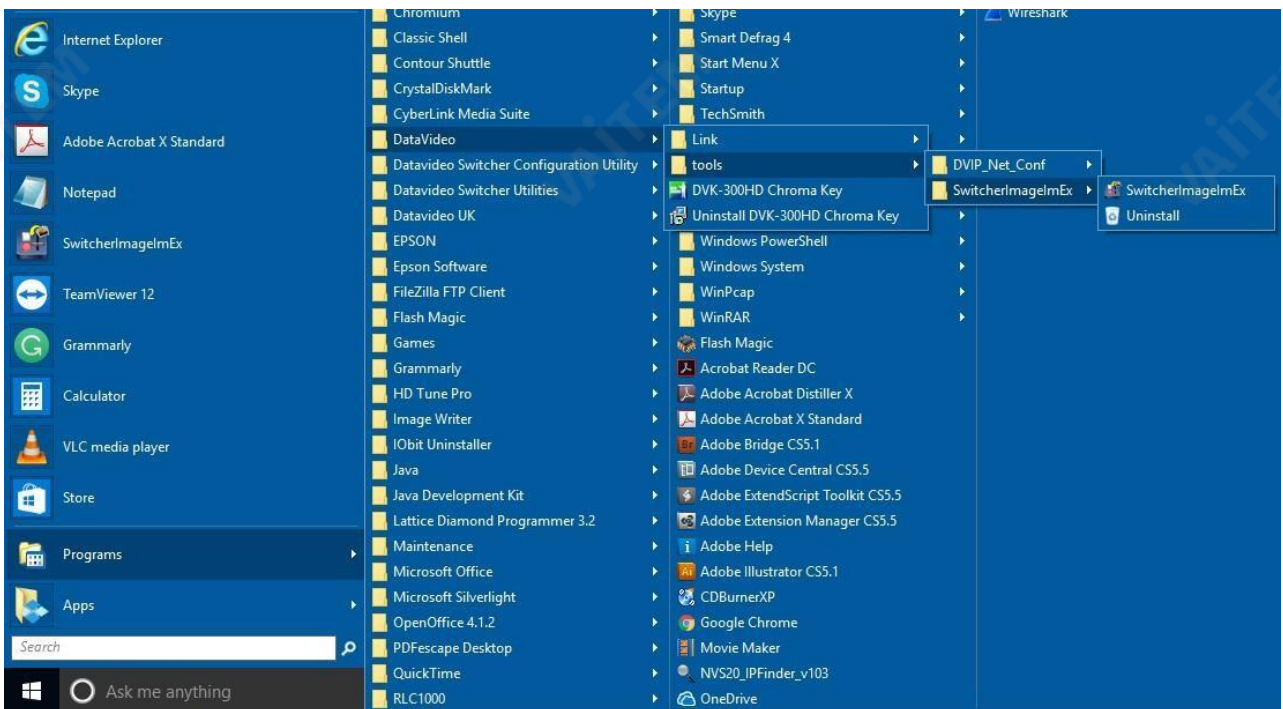 Internet Explorer
Skype
Adobe Acrobat X Standard
Notepad
SwitcherImageImEx
TeamViewer 12
Grammarly
Calculator
VLC media player
Store
Programs
Apps
Search
Ask me anything
Chromium
Classic Shell
Contour Shuttle
CrystalDiskMark
CyberLink Media Suite
DataVideo
Datavideo Switcher Configuration Utility
Datavideo Switcher Utilities
Datavideo UK
EPSON
Epson Software
FileZilla FTP Client
Flash Magic
Games
Grammarly
HD Tune Pro
Image Writer
IObit Uninstaller
Java
Java Development Kit
Lattice Diamond Programmer 3.2
Maintenance
Microsoft Office
Microsoft Silverlight
OpenOffice 4.1.2
PDFescape Desktop
QuickTime
RLC1000
Skype
Smart Defrag 4
Start Menu X
Startup
TechSmith
Link
tools
DVK-300HD Chroma Key
Uninstall DVK-300HD Chroma Key
Windows PowerShell
Windows System
WinPcap
WinRAR
Flash Magic
Acrobat Reader DC
Adobe Acrobat Distiller X
Adobe Acrobat X Standard
Adobe Bridge CS5.1
Adobe Device Central CS5.5
Adobe ExtendScript Toolkit CS5.5
Adobe Extension Manager CS5.5
Adobe Help
Adobe Illustrator CS5.1
CDBurnerXP
Google Chrome
Movie Maker
NVS20_IPFinder_v103
OneDrive
Wireshark
DVIP_Net_Conf
SwitcherImageImEx
SwitcherImageImEx
Uninstall